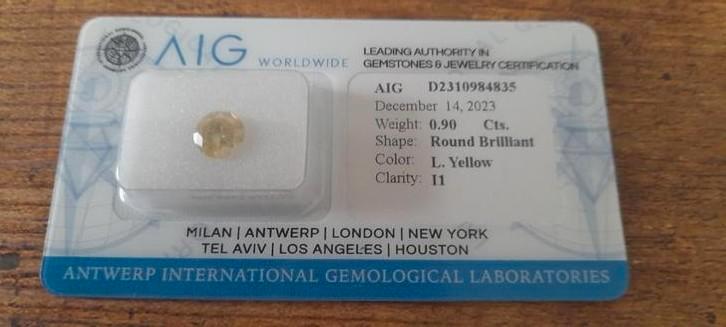 AIG WORLDWIDE
LEADING AUTHORITY IN
GEMSTONES & JEWELRY CERTIFICATION
AIG D2310984835
December 14, 2023
Weight: 0.90 Cts.
Shape: Round Brilliant
Color: L. Yellow
Clarity: I1
MILAN | ANTWERP | LONDON | NEW YORK
TEL AVIV | LOS ANGELES | HOUSTON
ANTWERP INTERNATIONAL GEMOLOGICAL LABORATORIES